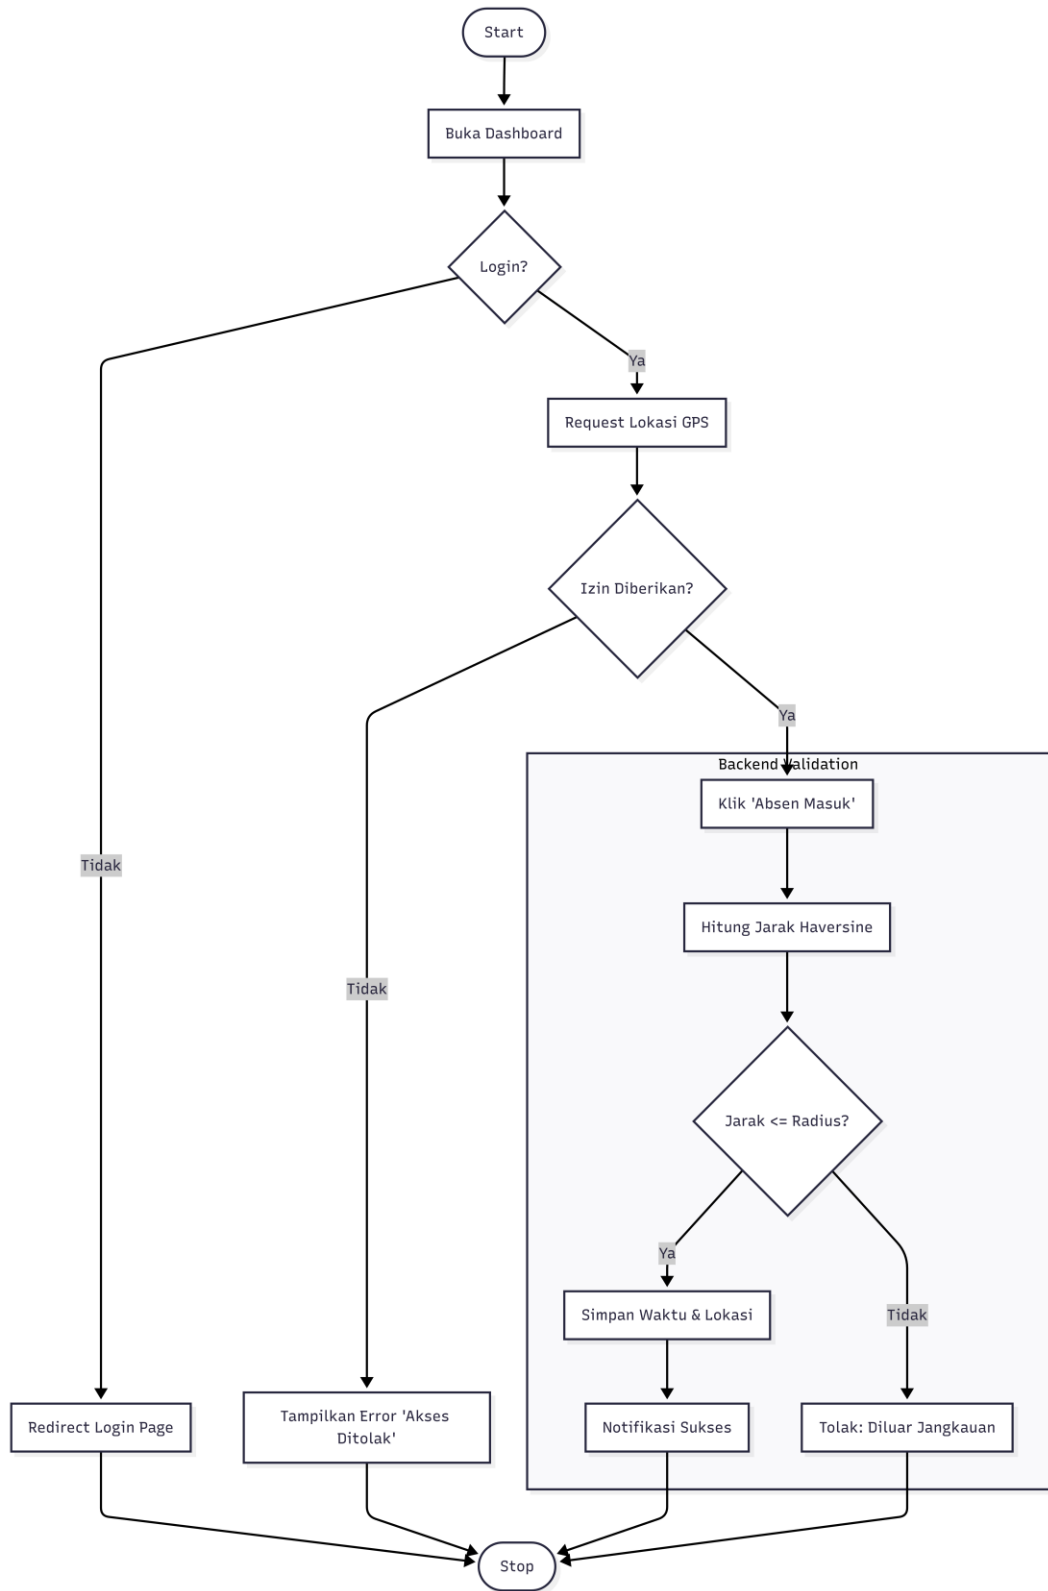 Start
Buka Dashboard
Login?
Ya
Request Lokasi GPS
Izin Diberikan?
Ya
Backend Validation
Klik 'Absen Masuk'
Tidak
Hitung Jarak Haversine
Tidak
Jarak <= Radius?
Ya
Simpan Waktu & Lokasi
Tidak
Redirect Login Page
Tampilkan Error 'Akses
Ditolak'
Notifikasi Sukses
Tolak: Diluar Jangkauan
Stop